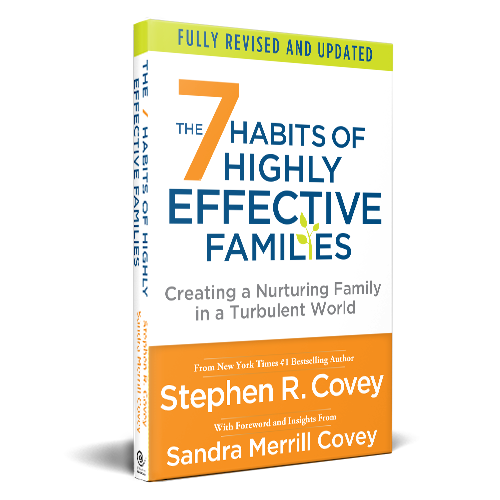 FULLY REVISED AND UPDATED
THE 7 HABITS OF
HIGHLY
EFFECTIVE
FAMILIES
Creating a Nurturing Family
in a Turbulent World
From New York Times #1 Bestselling Author
Stephen R. Covey
With Foreword and Insights From
Sandra Merrill Covey
THE 7 HABITS OF HIGHLY
EFFECTIVE FAMILIES
Stephen R. Covey
Sandra Merrill Covey